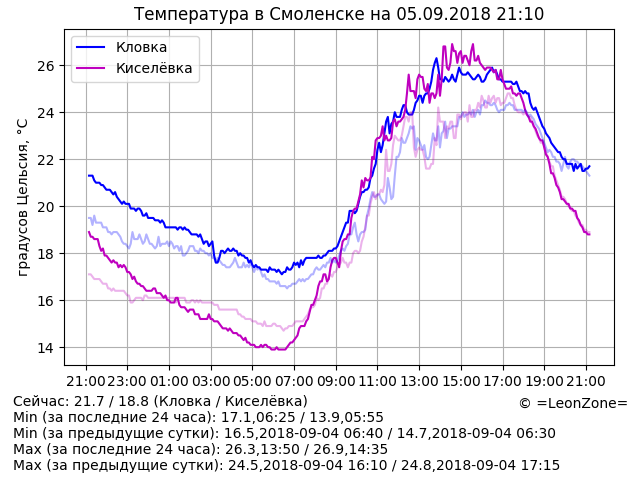 Температура в Смоленске на 05.09.2018 21:10
Кловка
Киселёвка
градусов Цельсия, °C
26
24
22
20
18
16
14
21:00 23:00 01:00 03:00 05:00 07:00 09:00 11:00 13:00 15:00 17:00 19:00 21:00
Сейчас: 21.7 / 18.8 (Кловка / Киселёвка)
© =LeonZone=
Min (за последние 24 часа): 17.1,06:25 / 13.9,05:55
Min (за предыдущие сутки): 16.5,2018-09-04 06:40 / 14.7,2018-09-04 06:30
Max (за последние 24 часа): 26.3,13:50 / 26.9,14:35
Max (за предыдущие сутки): 24.5,2018-09-04 16:10 / 24.8,2018-09-04 17:15